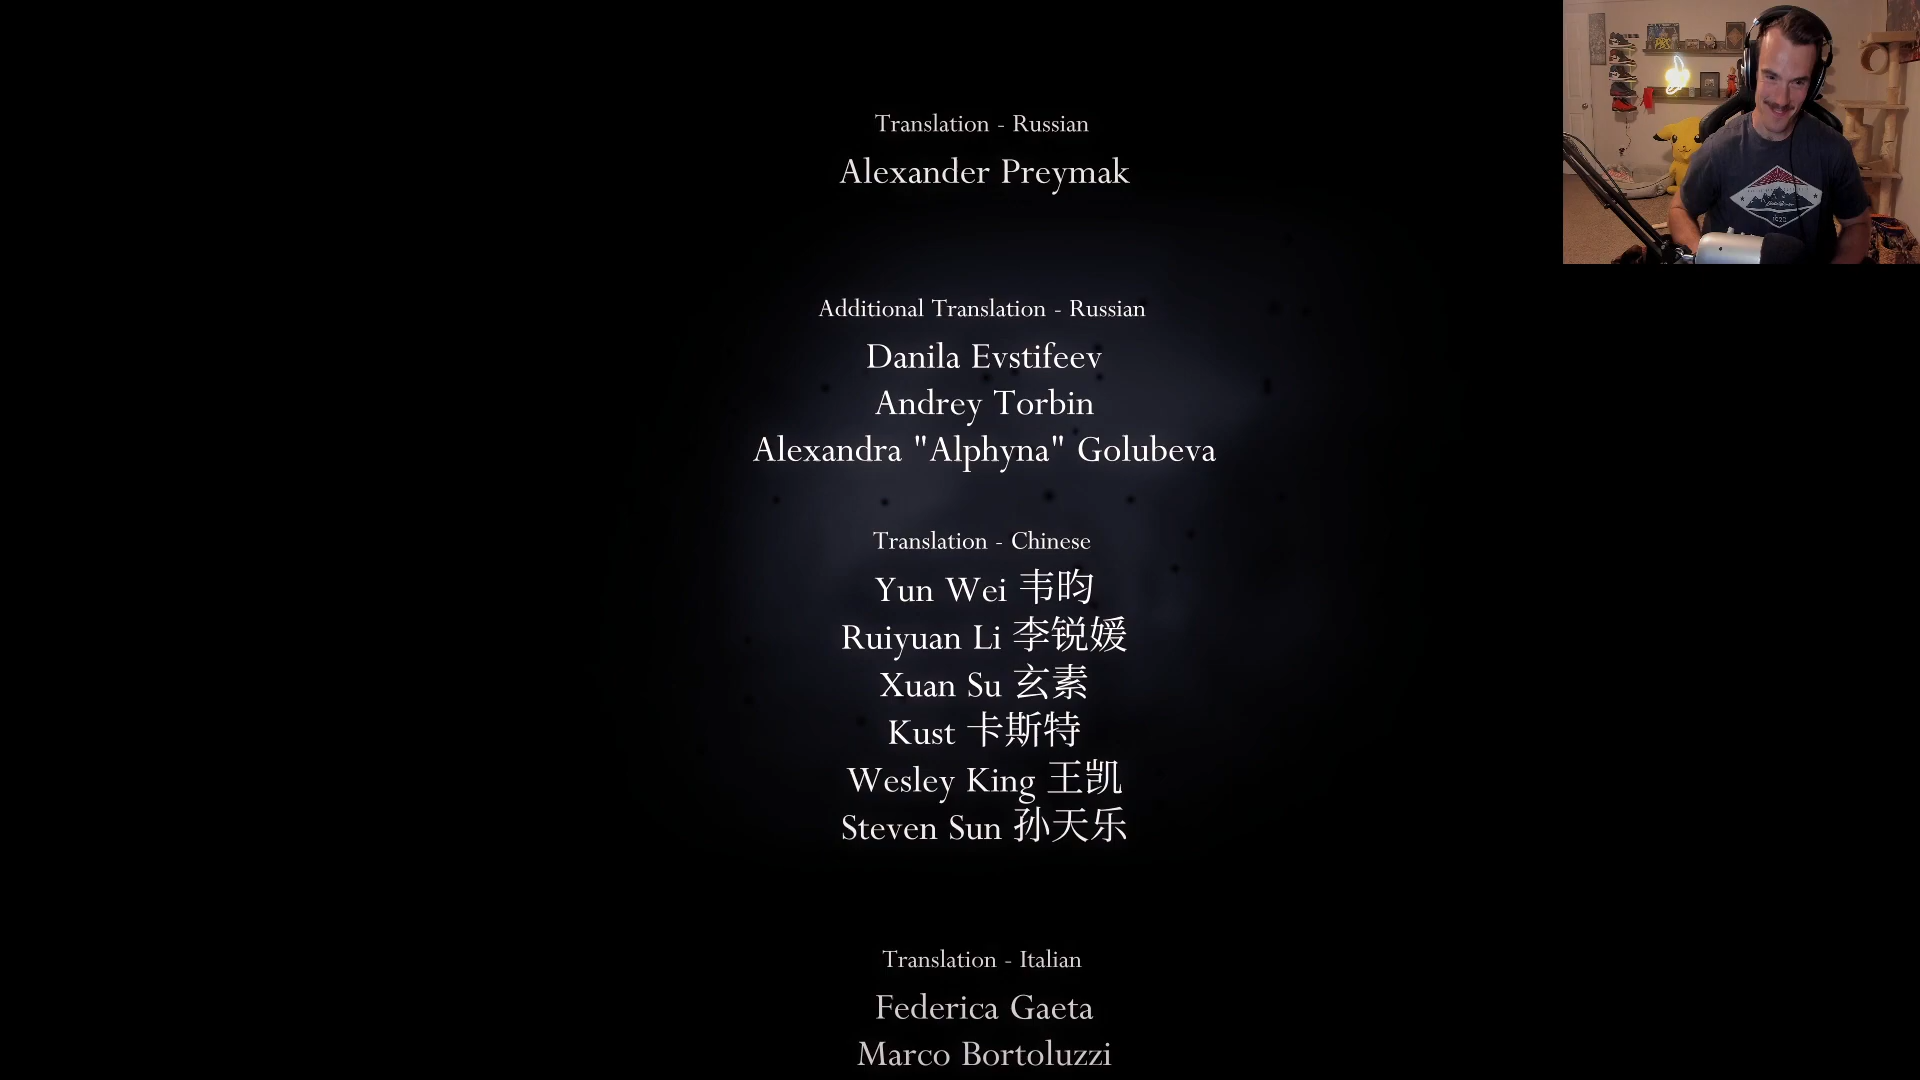 Translation - Russian
Alexander Preymak
Additional Translation - Russian
Danila Evstifeev
Andrey Torbin
Alexandra "Alphyna" Golubeva
Translation - Chinese
Yun Wei 韦昀
Ruiyuan Li 李锐媛
Xuan Su 玄素
Kust 卡斯特
Wesley King 王凯
Steven Sun 孙天乐
Translation - Italian
Federica Gaeta
Marco Bortoluzzi